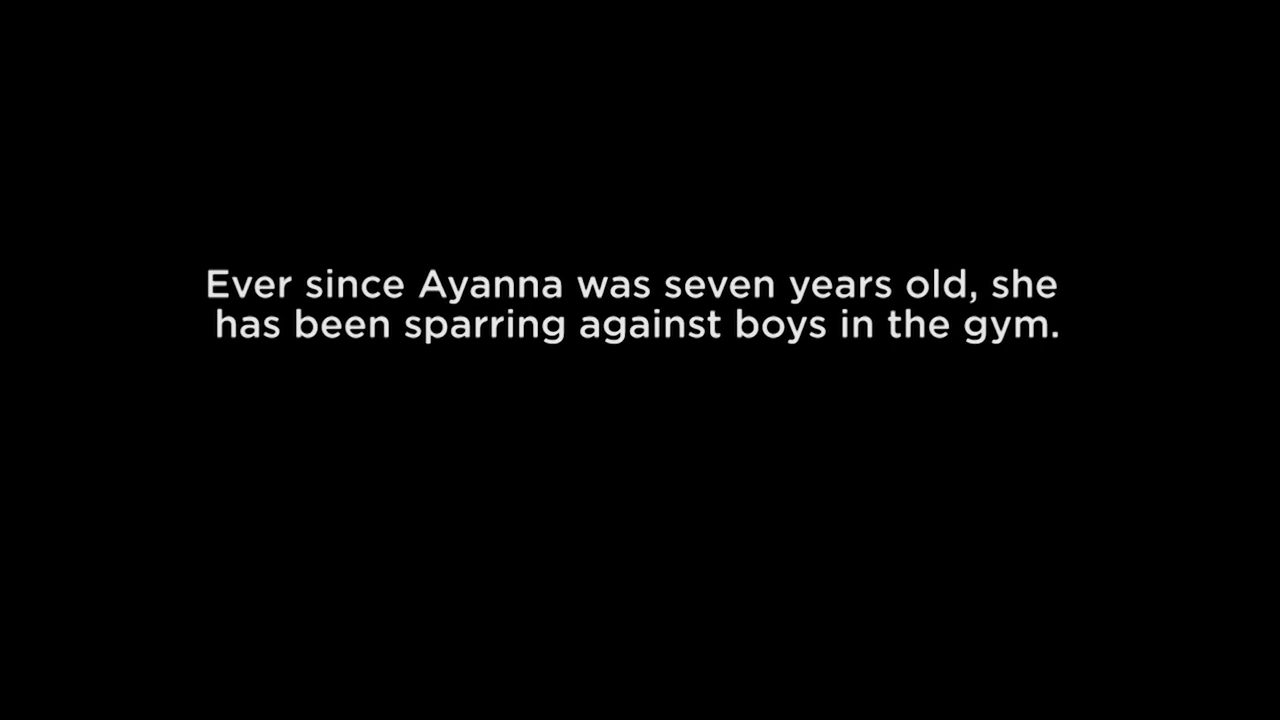 Ever since Ayanna was seven years old, she
has been sparring against boys in the gym.